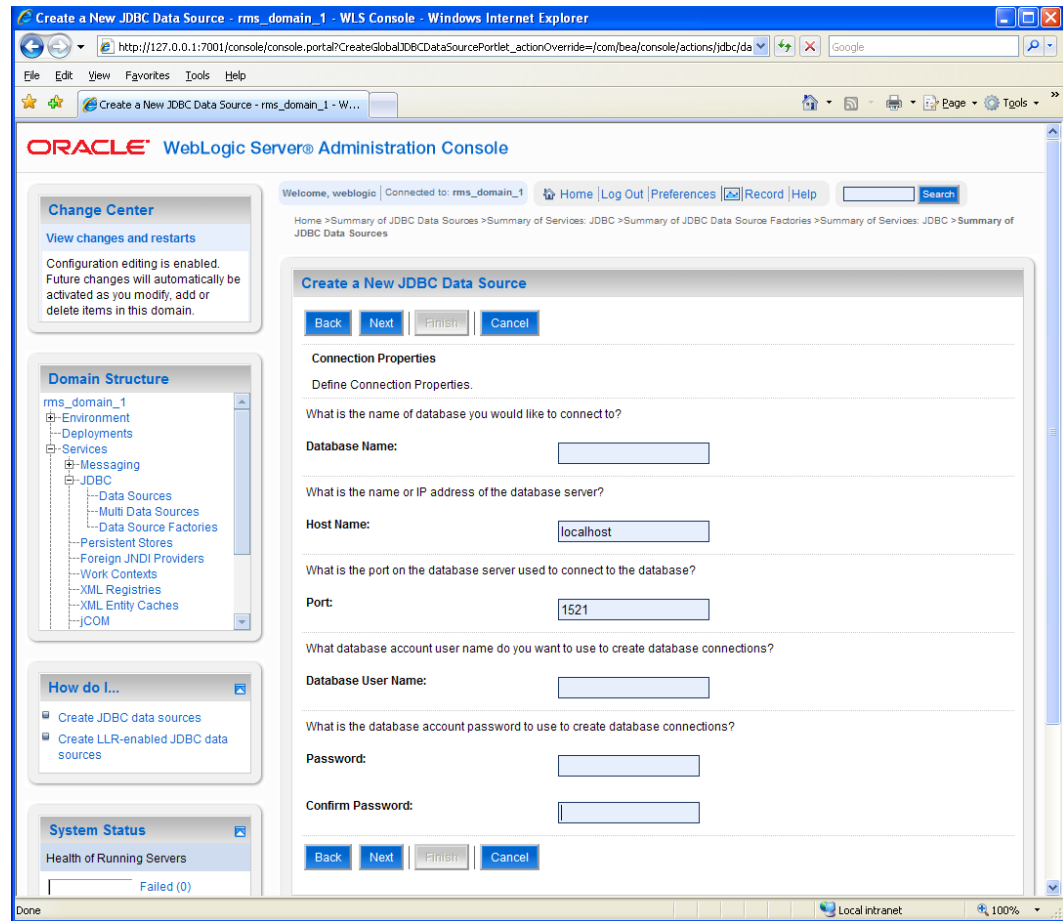 Create a New JDBC Data Source - rms_domain_1 - WLS Console - Windows Internet Explorer
http://127.0.0.1:7001/console/console.portal?CreateGlobalJDBCDataSourcePortlet_actionOverride=/com/bea/console/actions/jdbc/da
Google
File Edit View Favorites Tools Help
Create a New JDBC Data Source - rms_domain_1 - W...
Page Tools »
ORACLE WebLogic Server® Administration Console
Change Center
View changes and restarts
Configuration editing is enabled.
Future changes will automatically be
activated as you modify, add or
delete items in this domain.
Domain Structure
rms_domain_1
Environment
Deployments
Services
Messaging
JDBC
Data Sources
Multi Data Sources
Data Source Factories
Persistent Stores
Foreign JNDI Providers
Work Contexts
XML Registries
XML Entity Caches
jCOM
How do I...
Create JDBC data sources
Create LLR-enabled JDBC data
sources
System Status
Health of Running Servers
Failed (0)
Welcome, weblogic Connected to: rms_domain_1 Home Log Out Preferences Record Help Search
Home >Summary of JDBC Data Sources >Summary of Services: JDBC >Summary of JDBC Data Source Factories >Summary of Services: JDBC >Summary of
JDBC Data Sources
Create a New JDBC Data Source
Back Next Finish Cancel
Connection Properties
Define Connection Properties.
What is the name of database you would like to connect to?
Database Name:
What is the name or IP address of the database server?
Host Name: localhost
What is the port on the database server used to connect to the database?
Port: 1521
What database account user name do you want to use to create database connections?
Database User Name:
What is the database account password to use to create database connections?
Password:
Confirm Password:
Back Next Finish Cancel
Done Local intranet 100%